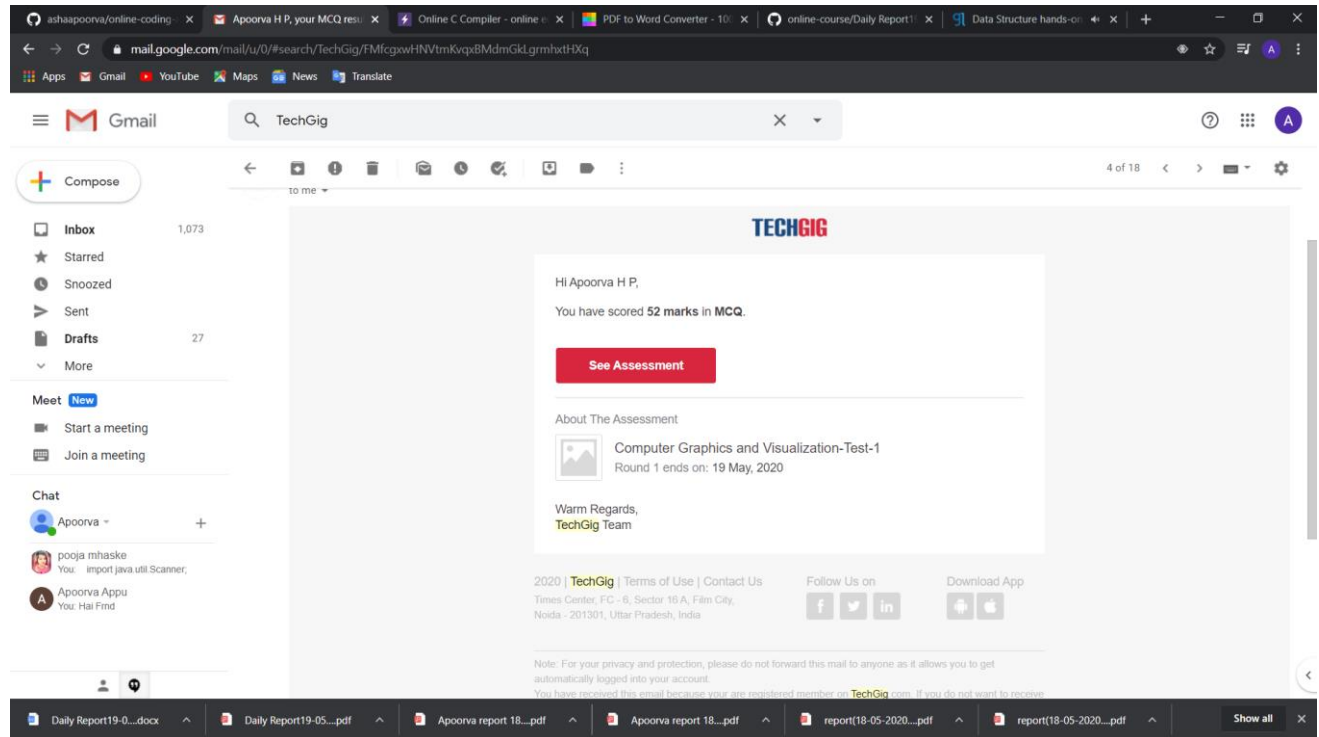 ashaapoorva/online-coding-
Apoorva H P, your MCQ resu
Online C Compiler - online e
PDF to Word Converter - 10
online-course/Daily Report1
Data Structure hands-on
mail.google.com/mail/u/0/#search/TechGig/FMfcgxwHNVtmKvqxBMdmGkLgrmhxtHXq
A
Apps
Gmail
YouTube
Maps
News
Translate
Gmail
TechGig
A
Compose
4 of 18
to me
Inbox 1,073
Starred
Snoozed
Sent
Drafts 27
More
Meet New
Start a meeting
Join a meeting
Chat
Apoorva
pooja mhaske
You: import java.util.Scanner;
A
Apoorva Appu
You: Hai Frnd
TECHGIG
Hi Apoorva H P,
You have scored 52 marks in MCQ.
See Assessment
About The Assessment
Computer Graphics and Visualization-Test-1
Round 1 ends on: 19 May, 2020
Warm Regards,
TechGig Team
2020 | TechGig | Terms of Use | Contact Us
Times Center, FC - 6, Sector 16 A, Film City,
Noida - 201301, Uttar Pradesh, India
Follow Us on
Download App
Note: For your privacy and protection, please do not forward this mail to anyone as it allows you to get
automatically logged into your account.
You have received this email because your are registered member on TechGig.com. If you do not want to receive
Daily Report19-0....docx
Daily Report19-05....pdf
Apoorva report 18....pdf
Apoorva report 18....pdf
report(18-05-2020....pdf
report(18-05-2020....pdf
Show all